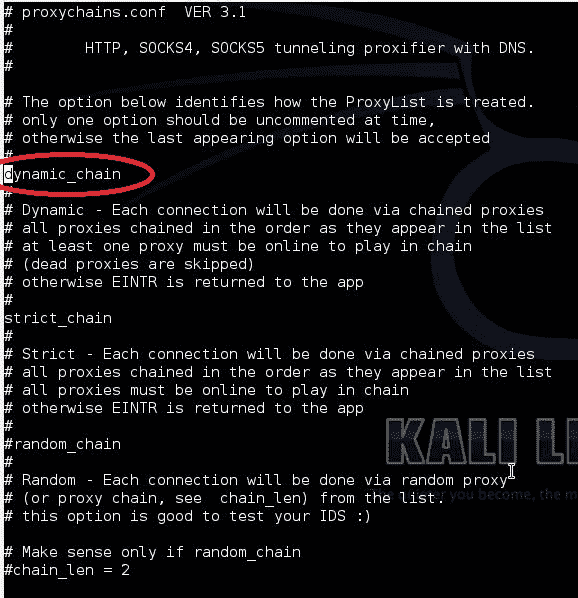 # proxychains.conf  VER 3.1
#
#        HTTP, SOCKS4, SOCKS5 tunneling proxifier with DNS.
#
# The option below identifies how the ProxyList is treated.
# only one option should be uncommented at time,
# otherwise the last appearing option will be accepted
#
dynamic_chain
#
# Dynamic - Each connection will be done via chained proxies
# all proxies chained in the order as they appear in the list
# at least one proxy must be online to play in chain
# (dead proxies are skipped)
# otherwise EINTR is returned to the app
#
strict_chain
#
# Strict - Each connection will be done via chained proxies
# all proxies chained in the order as they appear in the list
# all proxies must be online to play in chain
# otherwise EINTR is returned to the app
#
#random_chain
#
# Random - Each connection will be done via random proxy
# (or proxy chain, see  chain_len) from the list.
# this option is good to test your IDS :)
# Make sense only if random_chain
#chain_len = 2
KALI LI
you become, the m